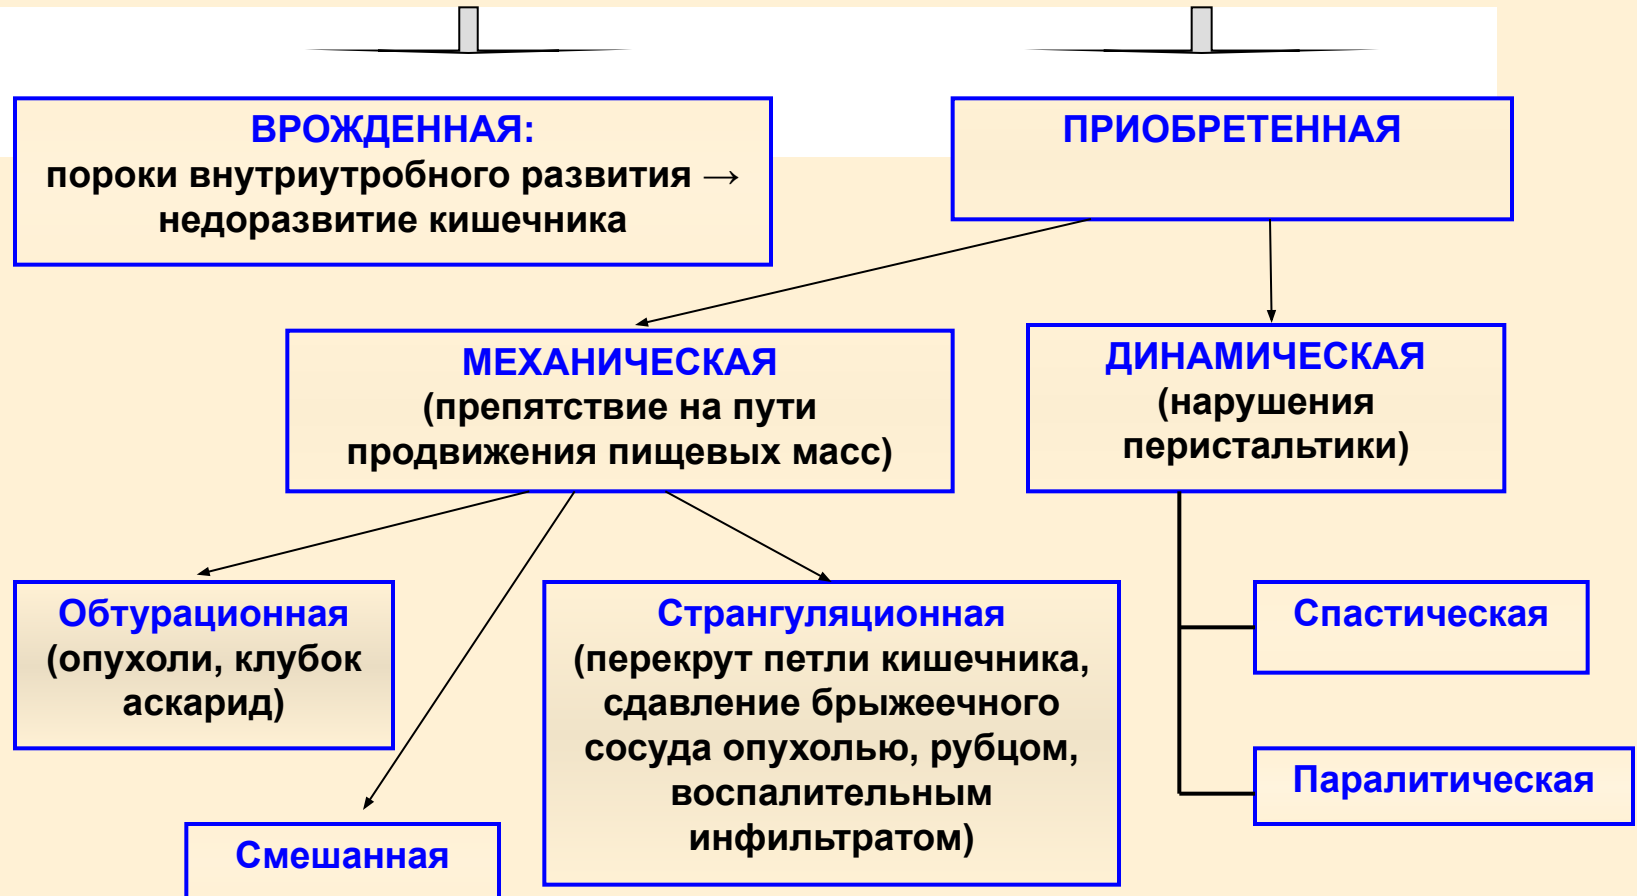 ВРОЖДЕННАЯ:
пороки внутриутробного развития →
недоразвитие кишечника
ПРИОБРЕТЕННАЯ
МЕХАНИЧЕСКАЯ
(препятствие на пути
продвижения пищевых масс)
ДИНАМИЧЕСКАЯ
(нарушения
перистальтики)
Обтурационная
(опухоли, клубок
аскарид)
Странгуляционная
(перекрут петли кишечника,
сдавление брыжеечного
сосуда опухолью, рубцом,
воспалительным
инфильтратом)
Спастическая
Паралитическая
Смешанная